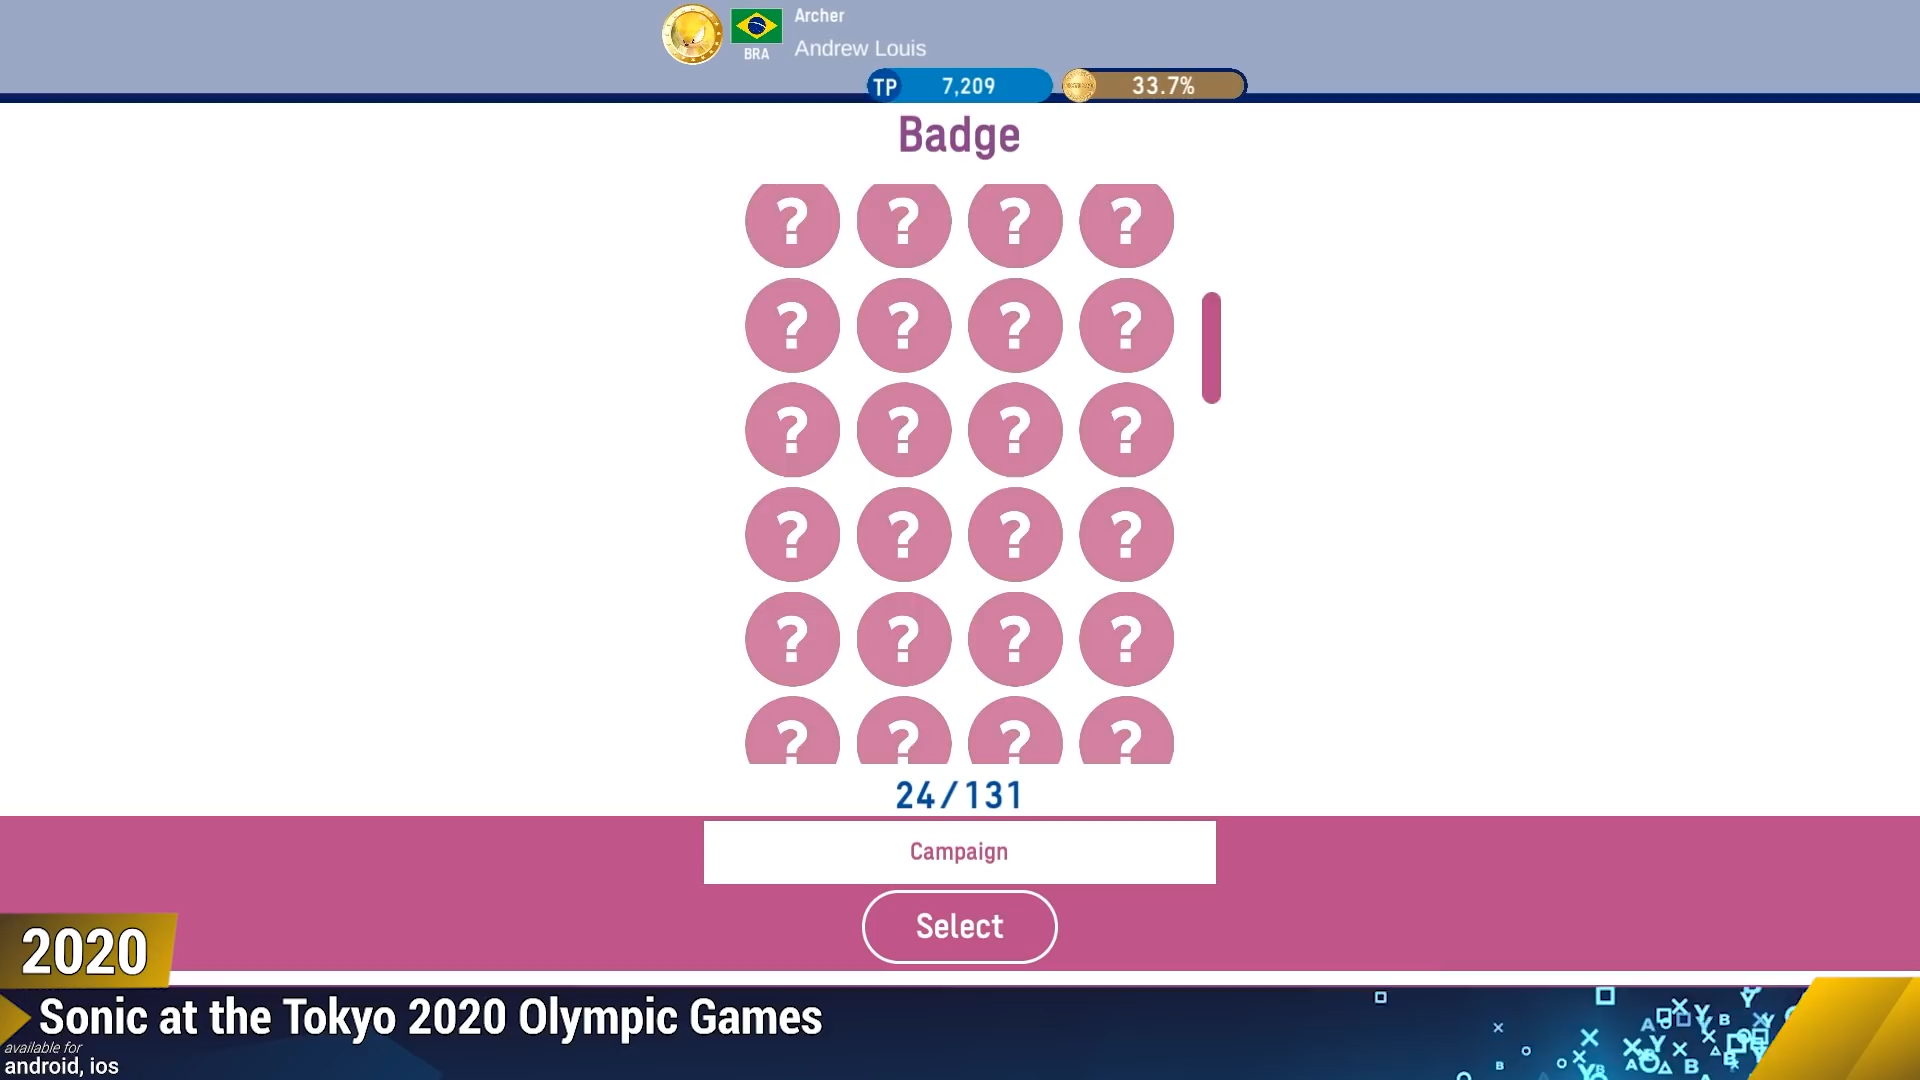 Archer
BRA
Andrew Louis
TP 7,209 33.7%
Badge
? ? ? ?
? ? ? ?
? ? ? ?
? ? ? ?
? ? ? ?
? ? ? ?
24/131
Campaign
Select
2020
Sonic at the Tokyo 2020 Olympic Games
available for
android, ios